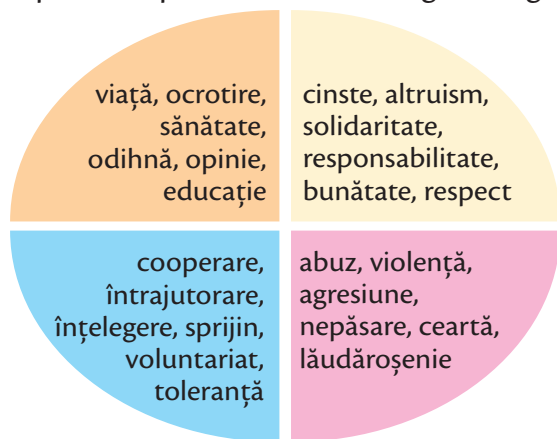 viață, ocrotire,
sănătate,
odihnă, opinie,
educație
cinste, altruism,
solidaritate,
responsabilitate,
bunătate, respect
cooperare,
întrajutorare,
înțelegere, sprijin,
voluntariat,
toleranță
abuz, violență,
agresiune,
nepăsare, ceartă,
lăudăroșenie